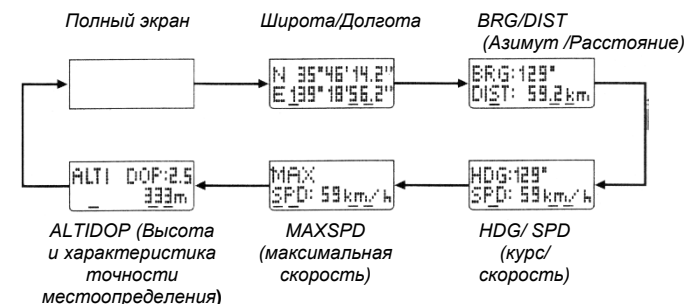 Полный экран
Широта/Долгота
BRG/DIST
(Азимут /Расстояние)
N 35°46'14.2"
E 139°18'56.2"
BRG:129°
DIST: 59.2km
ALTI DOP:2.5
333m
MAX
SPD: 59km/h
HDG:129°
SPD: 59km/h
ALTIDOP (Высота
и характеристика
точности
местоопределения)
MAXSPD
(максимальная
скорость)
HDG/ SPD
(курс/
скорость)